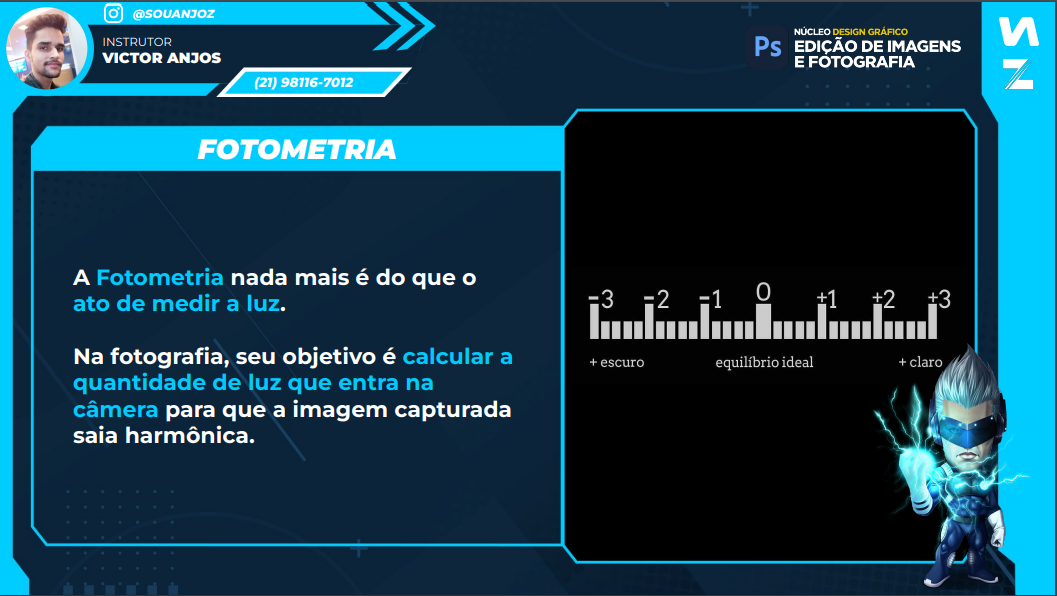 @SOUANJOZ
INSTRUTOR
VICTOR ANJOS
(21) 98116-7012
Ps
NÚCLEO DESIGN GRÁFICO
EDIÇÃO DE IMAGENS
E FOTOGRAFIA
FOTOMETRIA
A Fotometria nada mais é do que o
ato de medir a luz.
Na fotografia, seu objetivo é calcular a
quantidade de luz que entra na
câmera para que a imagem capturada
saia harmônica.
-3 -2 -1 0 +1 +2 +3
+ escuro equilíbrio ideal + claro